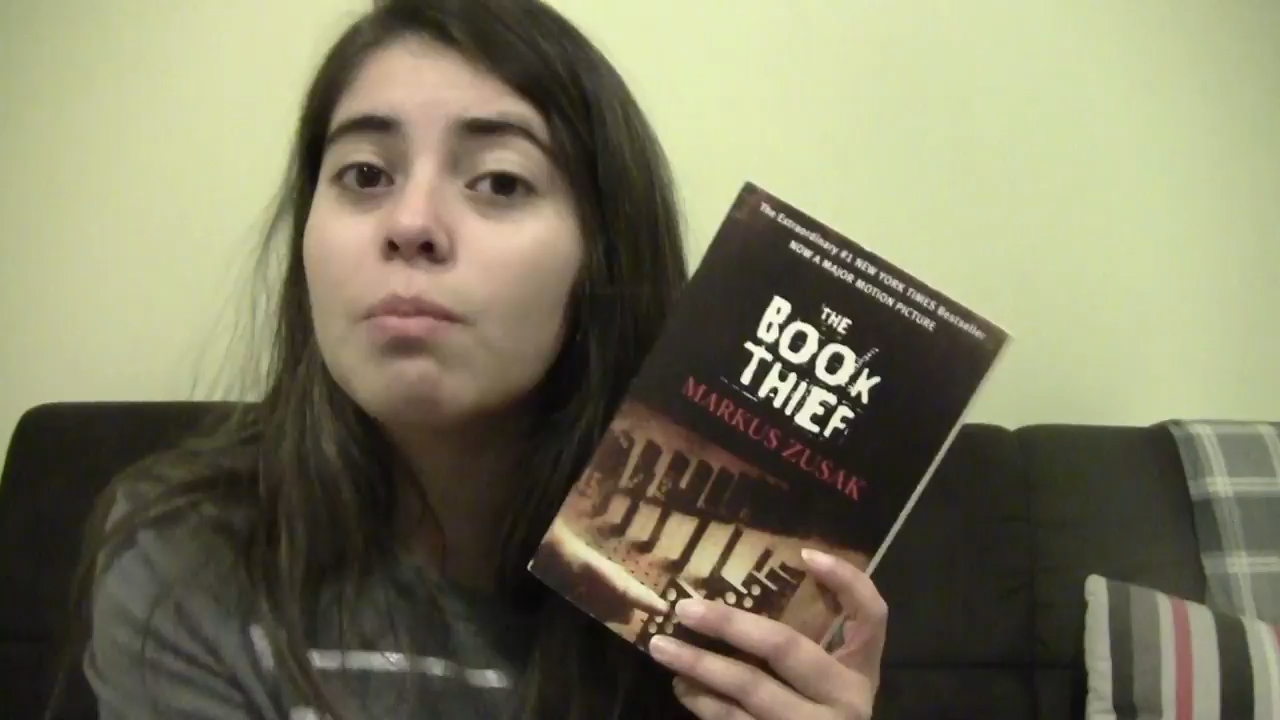 The Extraordinary #1 NEW YORK TIMES Bestseller
NOW A MAJOR MOTION PICTURE
THE
BOOK
THIEF
MARKUS ZUSAK